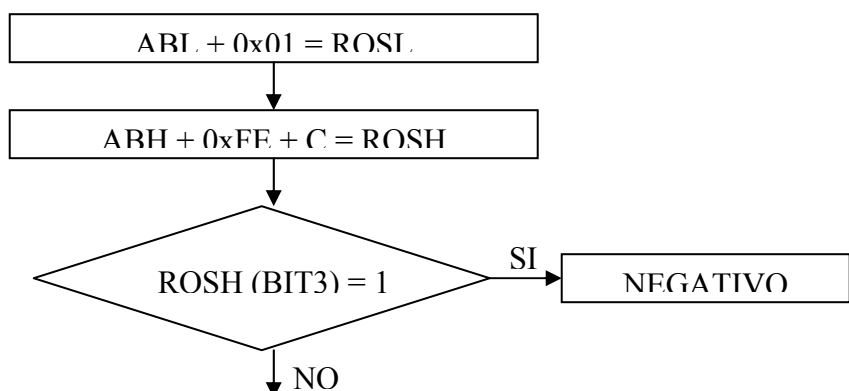 ABL + 0x01 = ROSL
ABH + 0xFE + C = ROSH
ROSH (BIT3) = 1
SI
NEGATIVO
NO